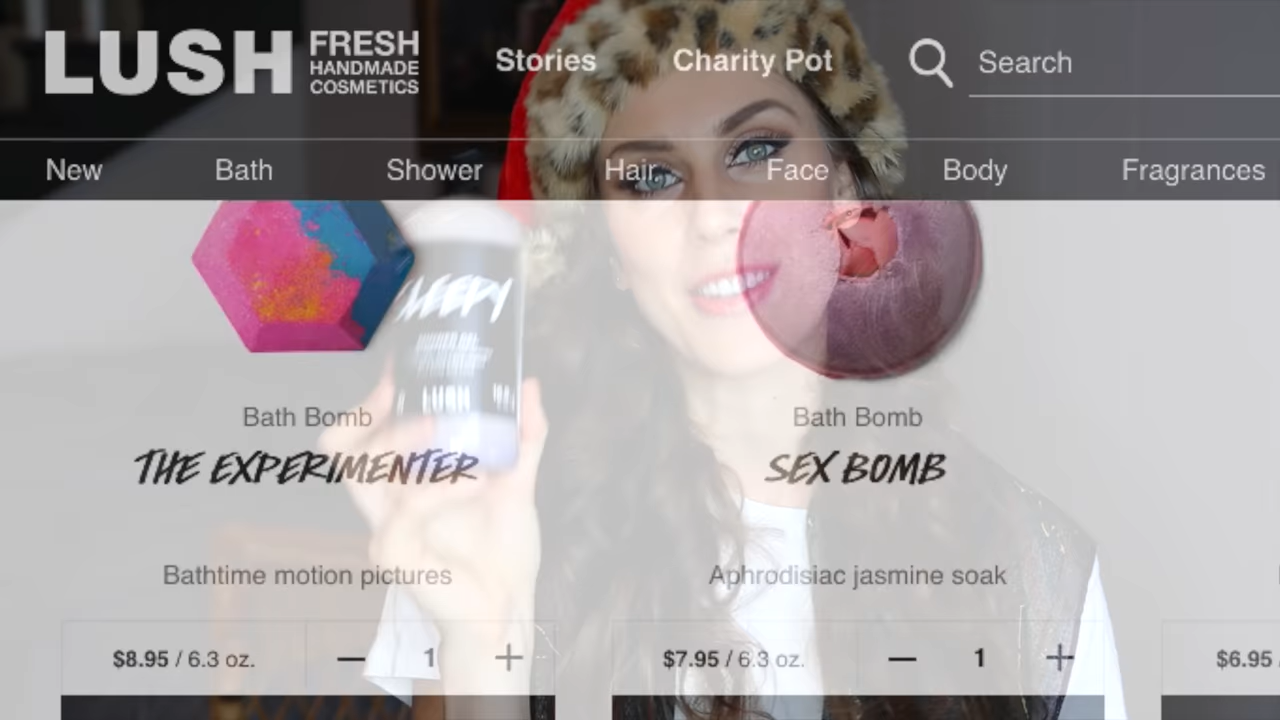 LUSH FRESH HANDMADE COSMETICS
Stories
Charity Pot
Search
New
Bath
Shower
Hair
Face
Body
Fragrances
SLEEPY
LUSH
Bath Bomb
THE EXPERIMENTER
Bathtime motion pictures
$8.95 / 6.3 oz.
— 1 +
Bath Bomb
SEX BOMB
Aphrodisiac jasmine soak
$7.95 / 6.3 oz.
— 1 +
$6.95 /